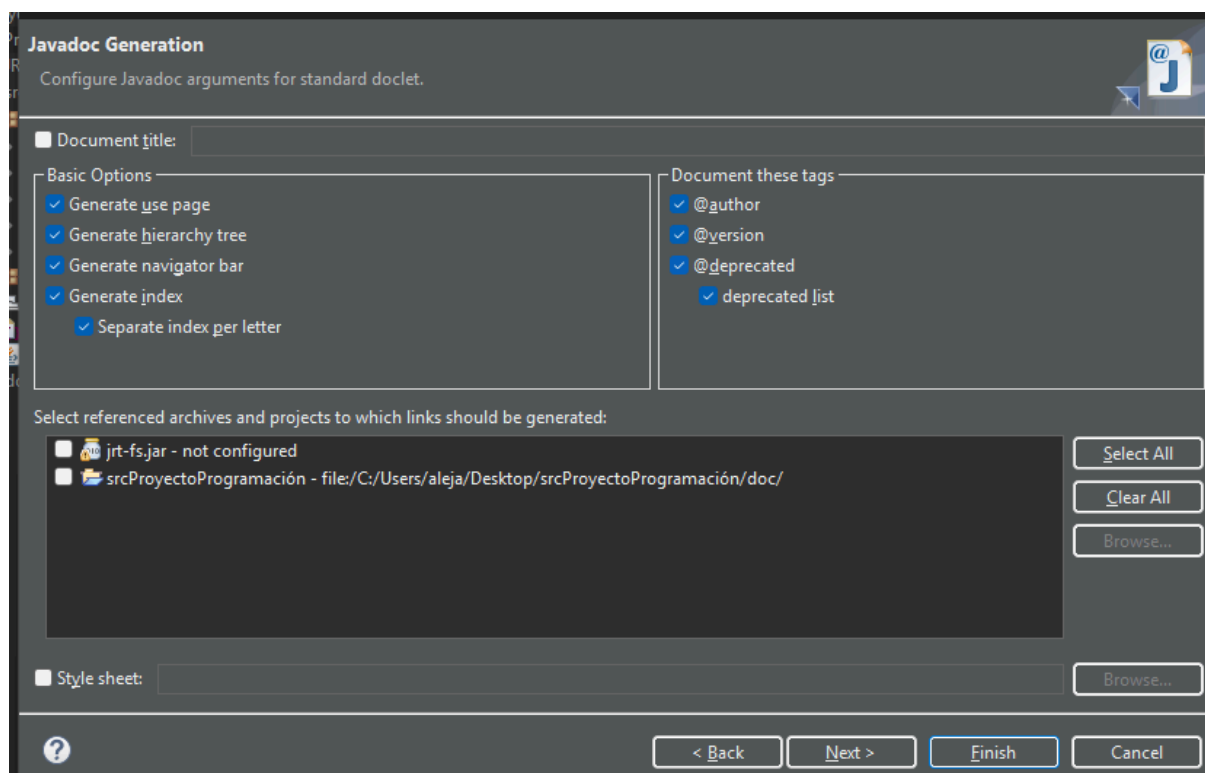 Javadoc Generation
Configure Javadoc arguments for standard doclet.
Document title:
Basic Options
Generate use page
Generate hierarchy tree
Generate navigator bar
Generate index
Separate index per letter
Document these tags
@author
@version
@deprecated
deprecated list
Select referenced archives and projects to which links should be generated:
jrt-fs.jar - not configured
srcProyectoProgramación - file:/C:/Users/aleja/Desktop/srcProyectoProgramación/doc/
Select All
Clear All
Browse...
Style sheet:
Browse...
< Back
Next >
Finish
Cancel